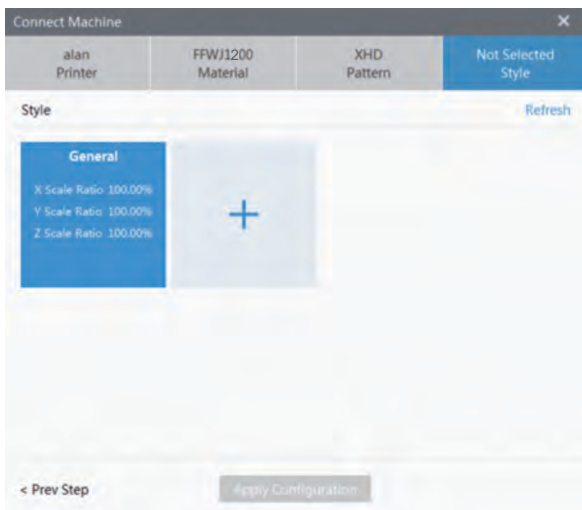 Connect Machine ×
alan
Printer
FFWJ1200
Material
XHD
Pattern
Not Selected
Style
Style
Refresh
General
X Scale Ratio 100.00%
Y Scale Ratio 100.00%
Z Scale Ratio 100.00%
+
< Prev Step
Apply Configuration